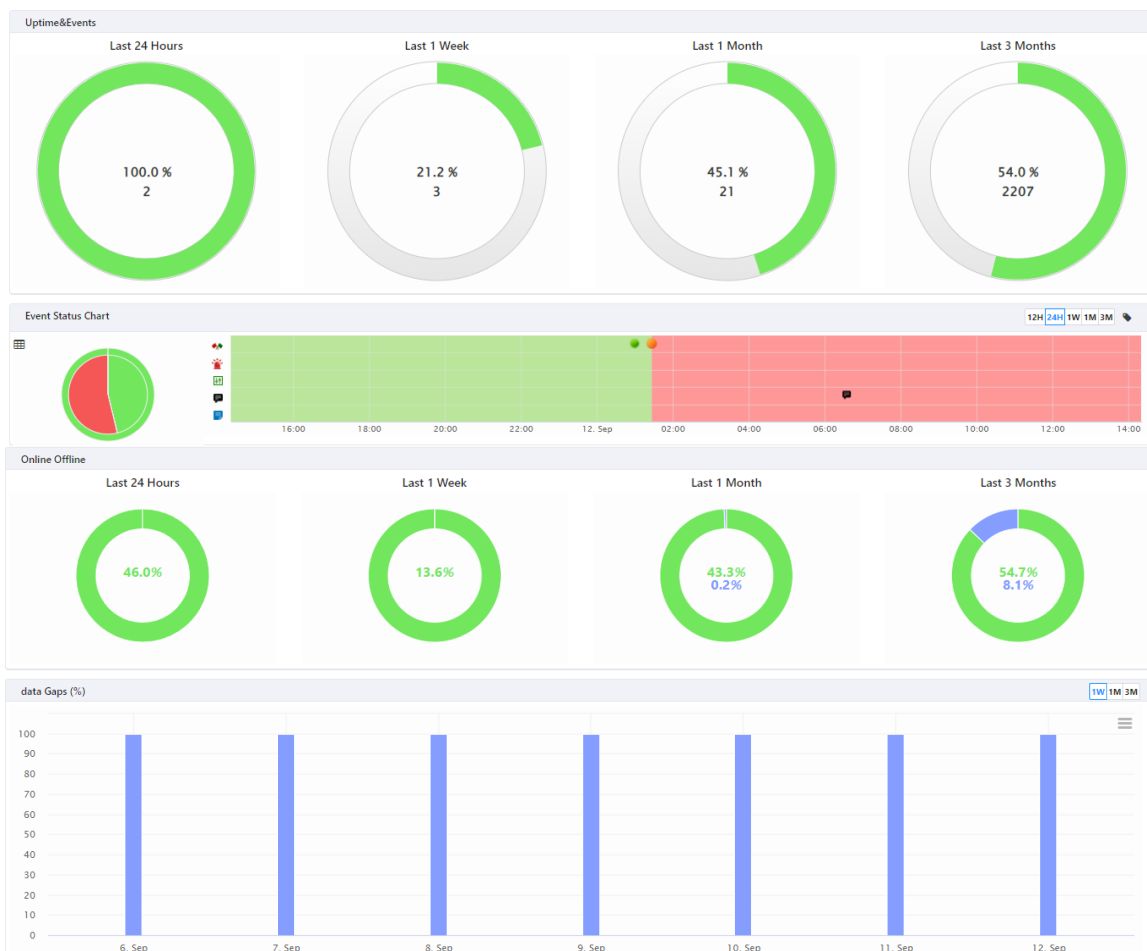 Uptime&Events
Last 24 Hours
Last 1 Week
Last 1 Month
Last 3 Months
100.0 %
2
21.2 %
3
45.1 %
21
54.0 %
2207
Event Status Chart
12H 24H 1W 1M 3M
16:00 18:00 20:00 22:00 12. Sep 02:00 04:00 06:00 08:00 10:00 12:00 14:00
Online Offline
Last 24 Hours
Last 1 Week
Last 1 Month
Last 3 Months
46.0%
13.6%
43.3%
0.2%
54.7%
8.1%
data Gaps (%)
1W 1M 3M
100
90
80
70
60
50
40
30
20
10
0
6. Sep 7. Sep 8. Sep 9. Sep 10. Sep 11. Sep 12. Sep